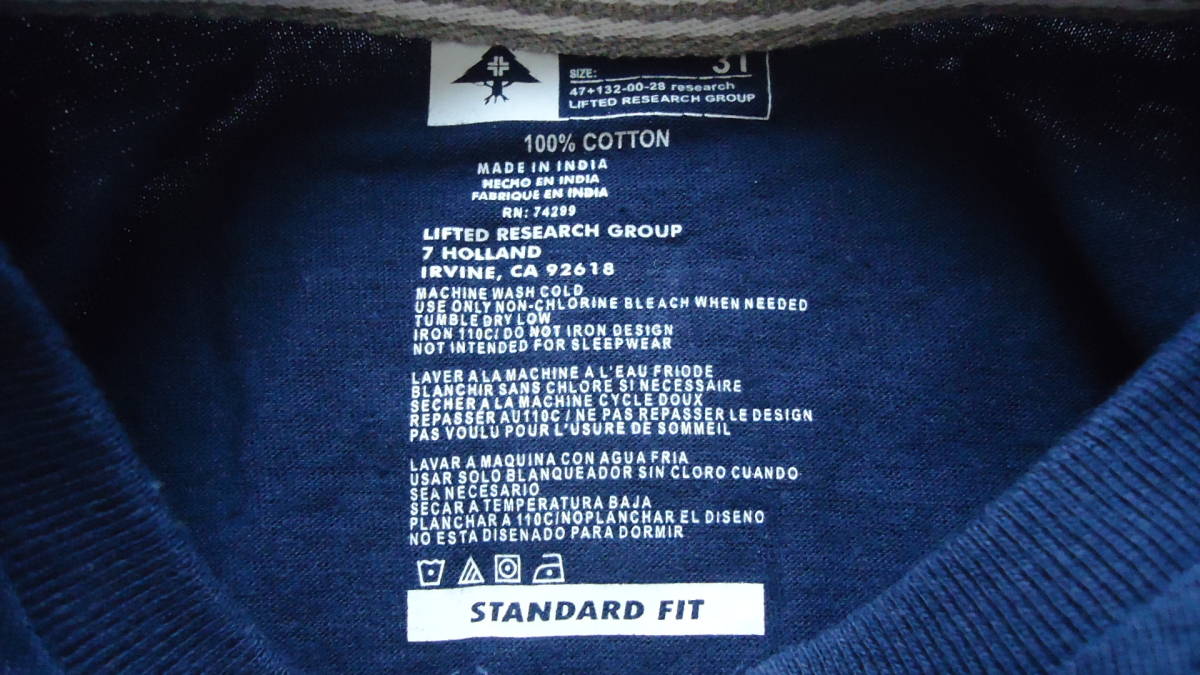 SIZE:
47+132-00-28 research
LIFTED RESEARCH GROUP
100% COTTON
MADE IN INDIA
HECHO EN INDIA
FABRIQUE EN INDIA
RN: 74299
LIFTED RESEARCH GROUP
7 HOLLAND
IRVINE, CA 92618
MACHINE WASH COLD
USE ONLY NON-CHLORINE BLEACH WHEN NEEDED
TUMBLE DRY LOW
IRON 110C/ DO NOT IRON DESIGN
NOT INTENDED FOR SLEEPWEAR
LAVER A LA MACHINE A L'EAU FRIODE
BLANCHIR SANS CHLORE SI NECESSAIRE
SECHER A LA MACHINE CYCLE DOUX
REPASSER AU110C / NE PAS REPASSER LE DESIGN
PAS VOULU POUR L'USURE DE SOMMEIL
LAVAR A MAQUINA CON AGUA FRIA
USAR SOLO BLANQUEADOR SIN CLORO CUANDO
SEA NECESARIO
SECAR A TEMPERATURA BAJA
PLANCHAR A 110C/NOPLANCHAR EL DISENO
NO ESTA DISENADO PARA DORMIR
STANDARD FIT